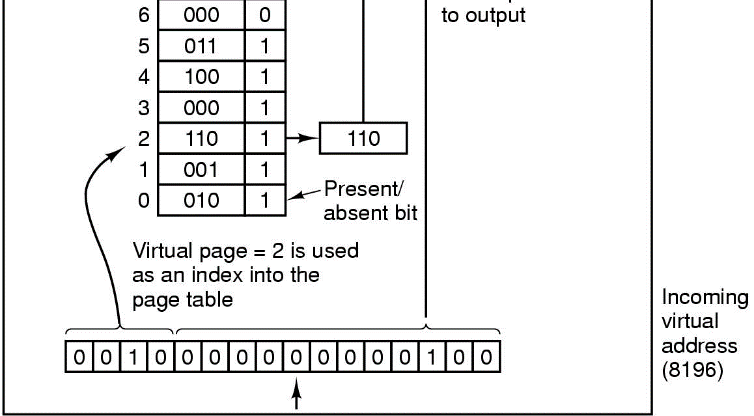 6 000 0
to output
5 011 1
4 100 1
3 000 1
2 110 1 110
1 001 1
0 010 1
Present/
absent bit
Virtual page = 2 is used
as an index into the
page table
Incoming
virtual
address
(8196)
0 0 1 0 0 0 0 0 0 0 0 0 0 1 0 0